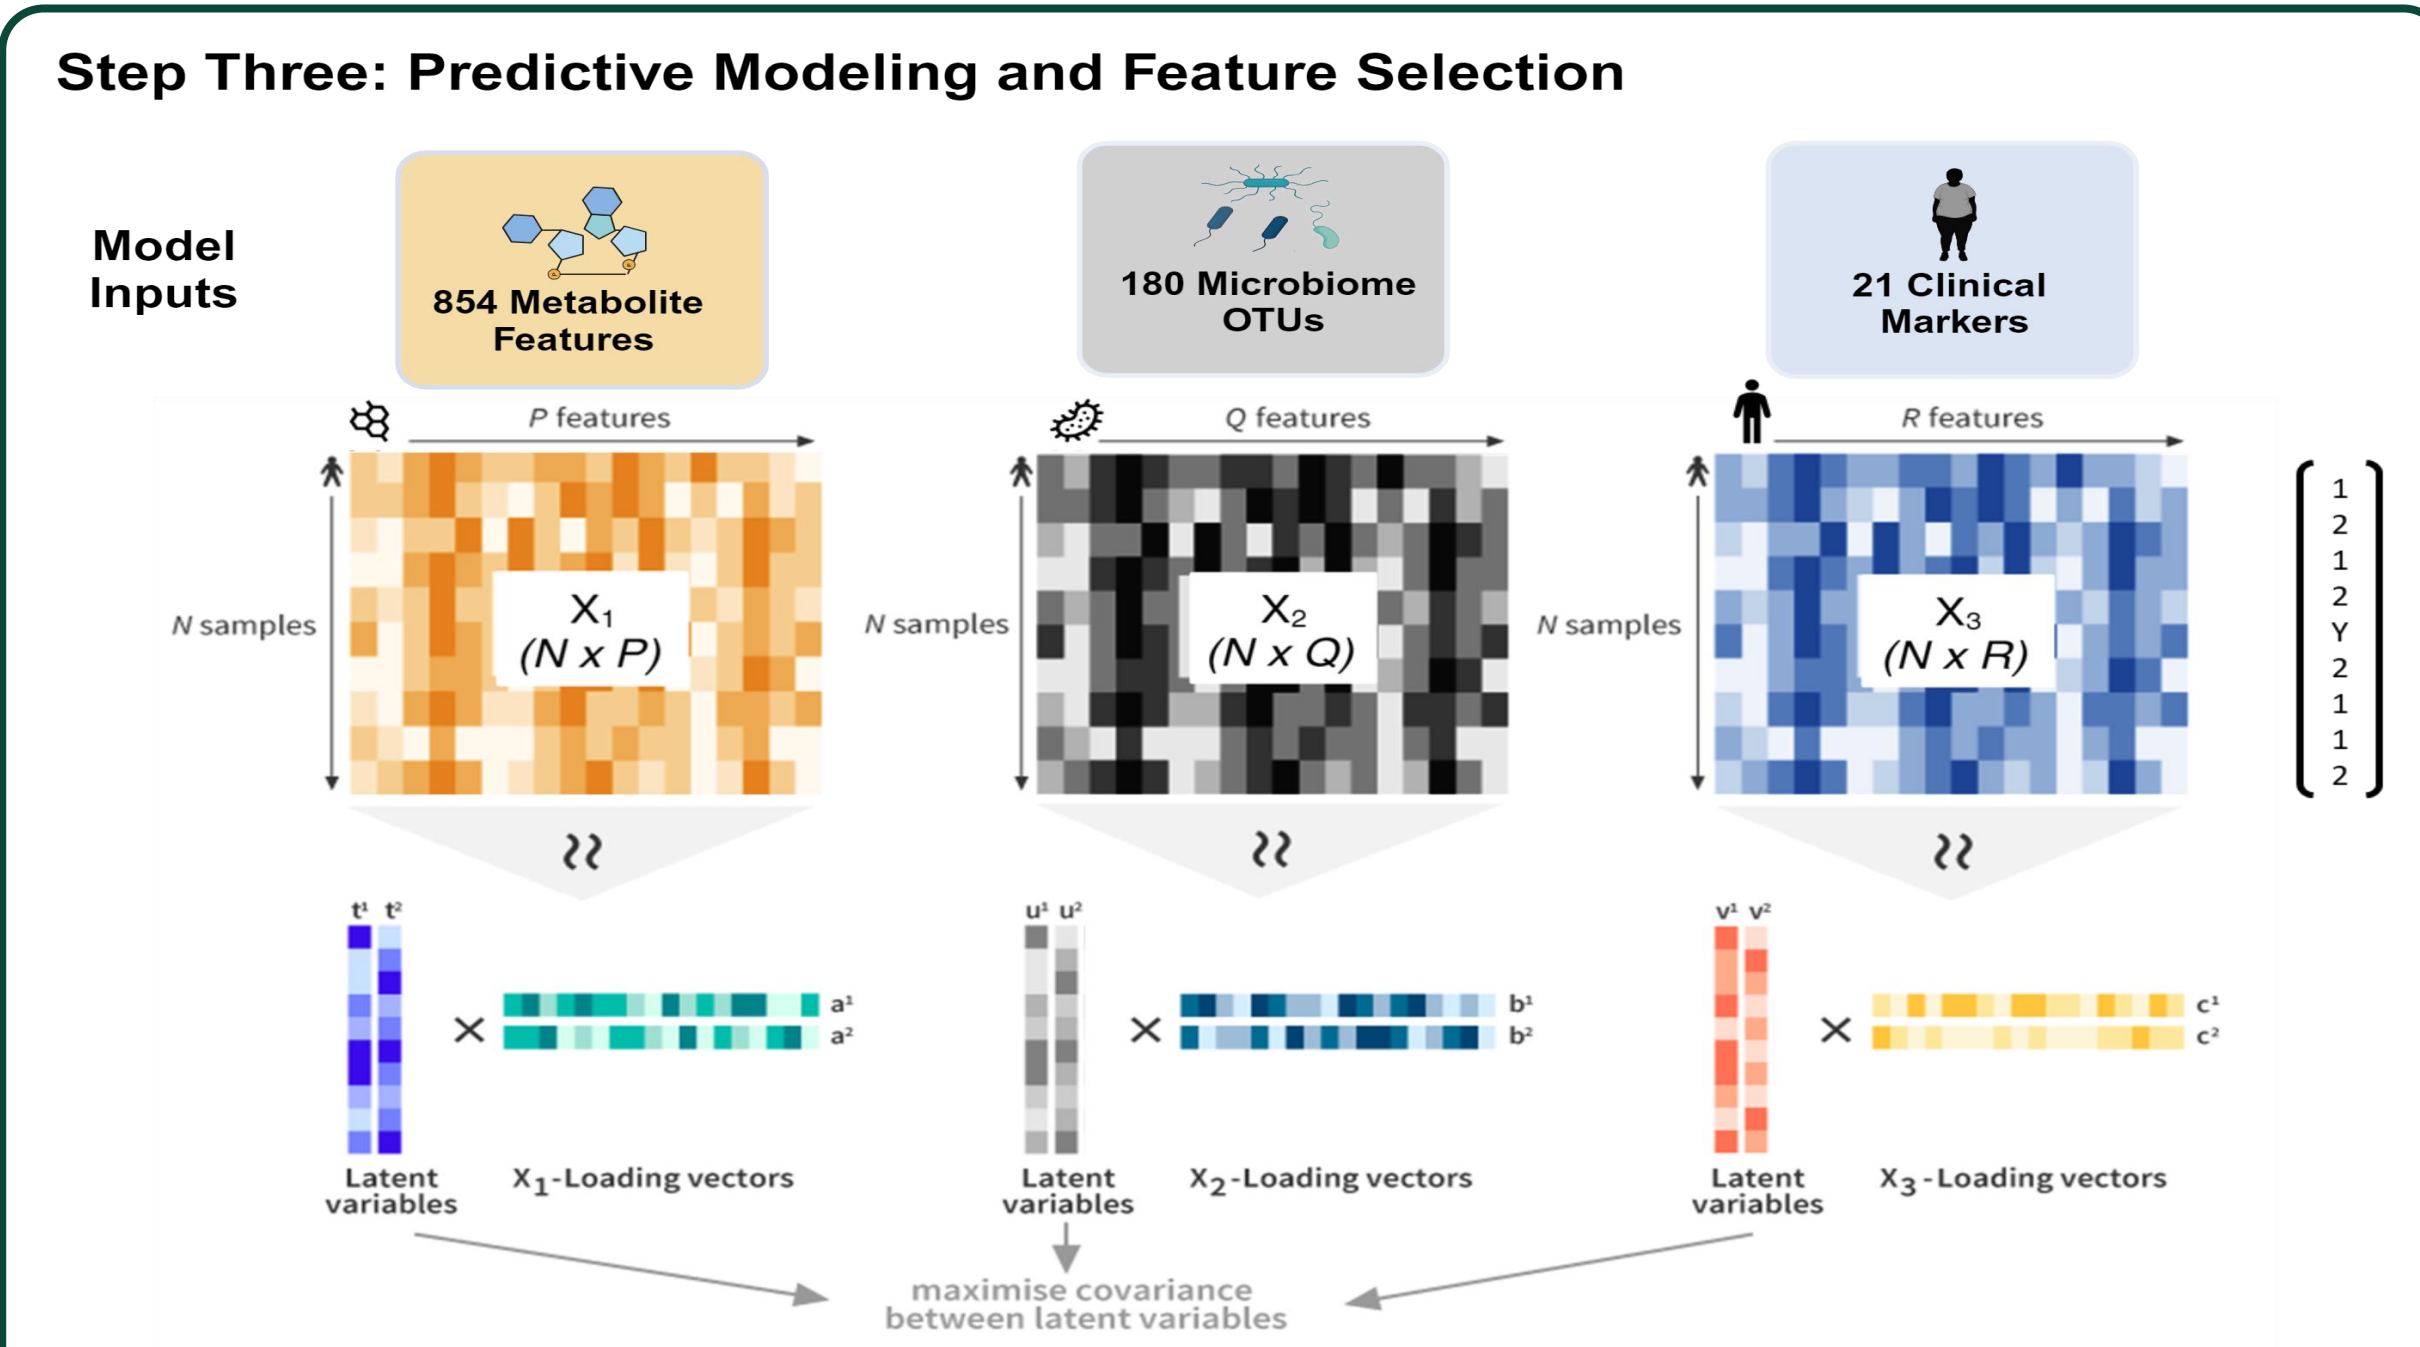 Step Three: Predictive Modeling and Feature Selection
Model
Inputs
854 Metabolite
Features
180 Microbiome
OTUs
21 Clinical
Markers
P features
Q features
R features
N samples
X1
(N x P)
N samples
X2
(N x Q)
N samples
X3
(N x R)
1
2
1
2
Y
2
1
1
2
≈
≈
≈
t¹ t²
u¹ u²
v¹ v²
× a¹
a²
× b¹
b²
× c¹
c²
Latent
variables
X1-Loading vectors
Latent
variables
X2-Loading vectors
Latent
variables
X3-Loading vectors
maximise covariance
between latent variables